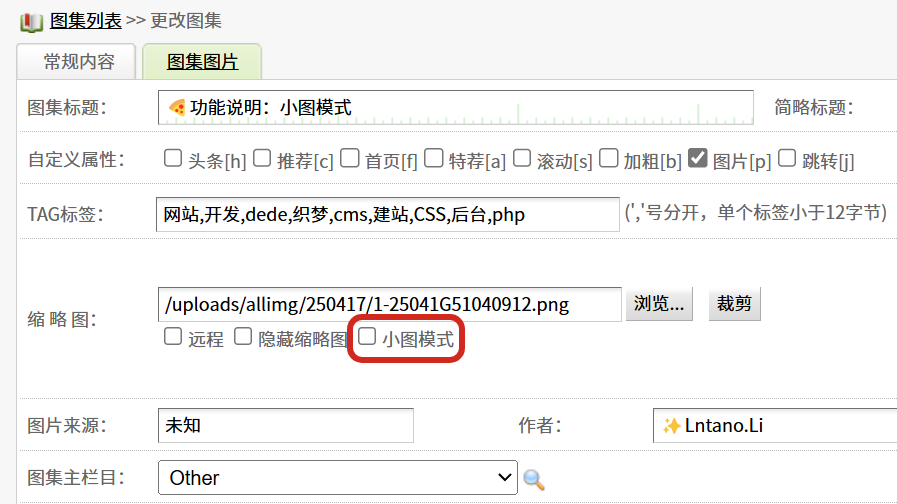 图集列表 >> 更改图集
常规内容 图集图片
图集标题： 🍕功能说明：小图模式 简略标题：
自定义属性： 头条[h] 推荐[c] 首页[f] 特荐[a] 滚动[s] 加粗[b] 图片[p] 跳转[j]
TAG标签： 网站,开发,dede,织梦,cms,建站,CSS,后台,php (','号分开，单个标签小于12字节)
缩 略 图： /uploads/allimg/250417/1-25041G51040912.png 浏览... 裁剪
远程 隐藏缩略图 小图模式
图片来源： 未知 作者： ✨Lntano.Li
图集主栏目： Other